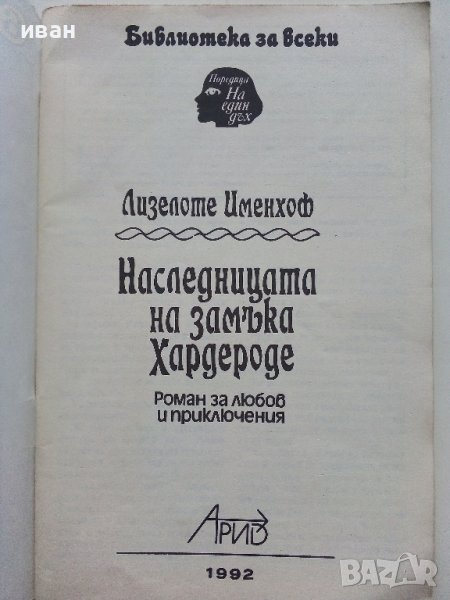 иван
Библиотека за всеки
Поредица
На
един
дъх
Лизелоте Именхоф
Наследницата
на замъка
Хардероде
Роман за любов
и приключения
АРИВ
1992
BAZAR